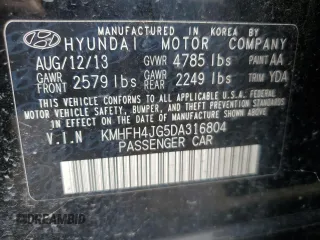 MANUFACTURED IN KOREA BY
HYUNDAI MOTOR COMPANY
AUG/12/13 GVWR 4785 lbs PAINT AA
GAWR FRONT 2579 lbs GAWR REAR 2249 lbs TRIM YDA
THIS VEHICLE CONFORMS TO ALL APPLICABLE U.S.A. FEDERAL
MOTOR VEHICLE SAFETY, BUMPER, AND THEFT PREVENTION
STANDARDS IN EFFECT ON THE DATE OF MANUFACTURE
SHOWN ABOVE.
V.I.N KMHFH4JG5DA316804
PASSENGER CAR
BIDREAMBID